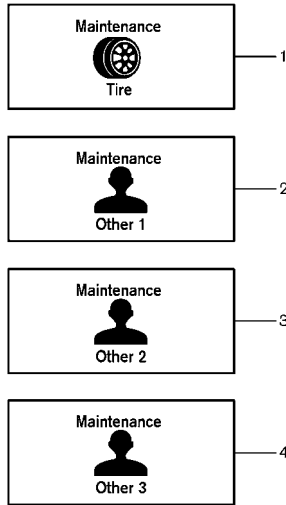 Maintenance
Tire
1
Maintenance
Other 1
2
Maintenance
Other 2
3
Maintenance
Other 3
4